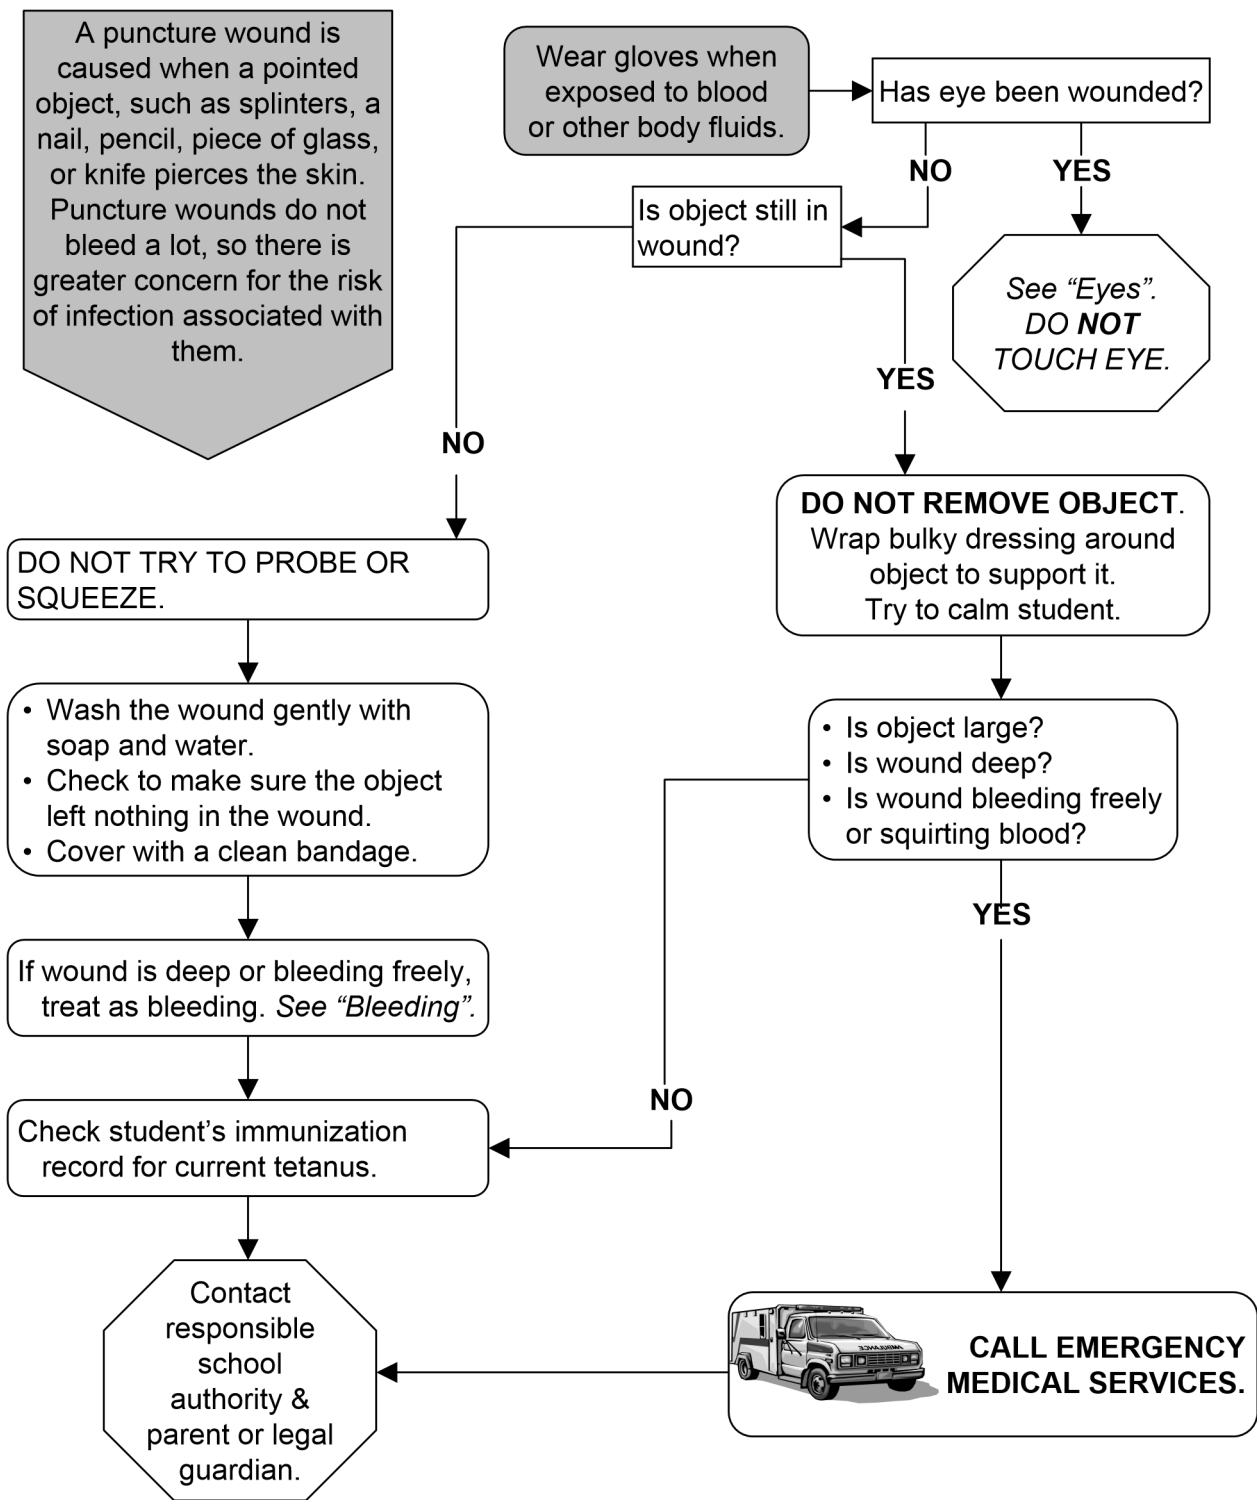 A puncture wound is
caused when a pointed
object, such as splinters, a
nail, pencil, piece of glass,
or knife pierces the skin.
Puncture wounds do not
bleed a lot, so there is
greater concern for the risk
of infection associated with
them.
Wear gloves when
exposed to blood
or other body fluids.
Has eye been wounded?
NO
YES
Is object still in
wound?
See “Eyes”.
DO NOT
TOUCH EYE.
YES
NO
DO NOT REMOVE OBJECT.
Wrap bulky dressing around
object to support it.
Try to calm student.
DO NOT TRY TO PROBE OR
SQUEEZE.
• Wash the wound gently with
soap and water.
• Check to make sure the object
left nothing in the wound.
• Cover with a clean bandage.
• Is object large?
• Is wound deep?
• Is wound bleeding freely
or squirting blood?
YES
If wound is deep or bleeding freely,
treat as bleeding. See “Bleeding”.
NO
Check student’s immunization
record for current tetanus.
Contact
responsible
school
authority &
parent or legal
guardian.
AMBULANCE
CALL EMERGENCY
MEDICAL SERVICES.